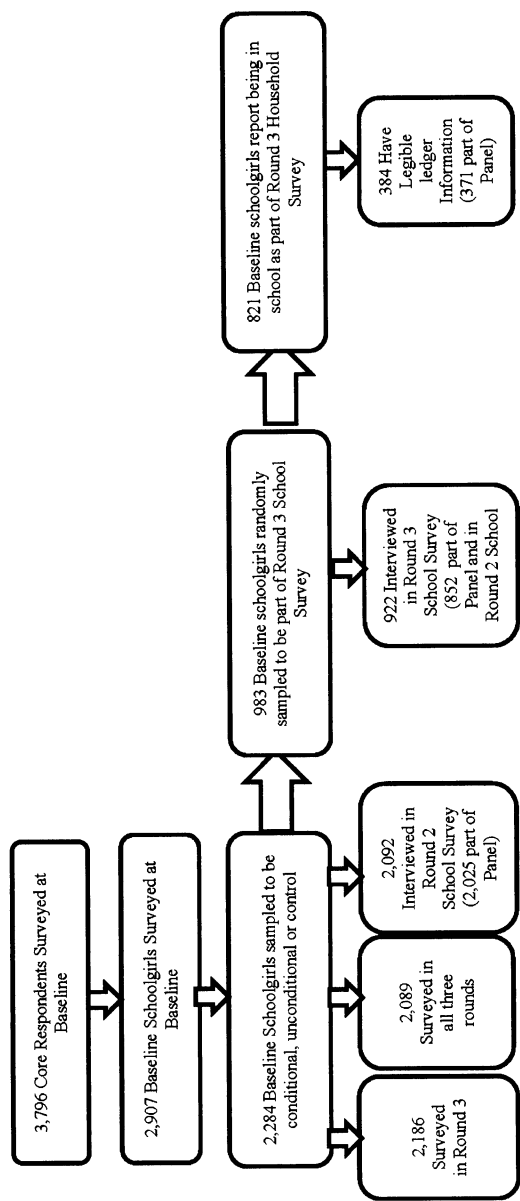 3,796 Core Respondents Surveyed at
Baseline
2,907 Baseline Schoolgirls Surveyed at
Baseline
2,284 Baseline Schoolgirls sampled to be
conditional, unconditional or control
2,186
Surveyed
in Round 3
2,089
Surveyed in
all three
rounds
2,092
Interviewed in
Round 2
School Survey
(2,025 part of
Panel)
983 Baseline schoolgirls randomly
sampled to be part of Round 3 School
Survey
922 Interviewed
in Round 3
School Survey
(852 part of
Panel and in
Round 2 School
821 Baseline schoolgirls report being in
school as part of Round 3 Household
Survey
384 Have
Legible
ledger
Information
(371 part of
Panel)